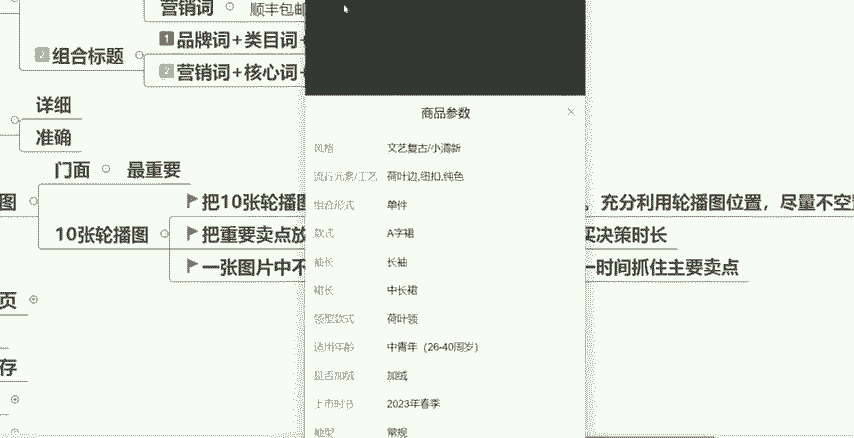 营销词
顺丰包邮
1 品牌词+类目词+
2 组合标题
2 营销词+核心词+
详细
准确
门面
最重要
图
10张轮播图
把10张轮播图
，充分利用轮播图位置，尽量不空
把重要卖点放
买决策时长
一张图片中不
一时间抓住主要卖点
页
存
商品参数
风格 文艺复古/小清新
流行元素/工艺 荷叶边,纽扣,纯色
组合形式 单件
款式 A字裙
袖长 长袖
裙长 中长裙
领型款式 荷叶领
适用年龄 中青年（26-40周岁）
是否加绒 加绒
上市时节 2023年春季
袖型 常规